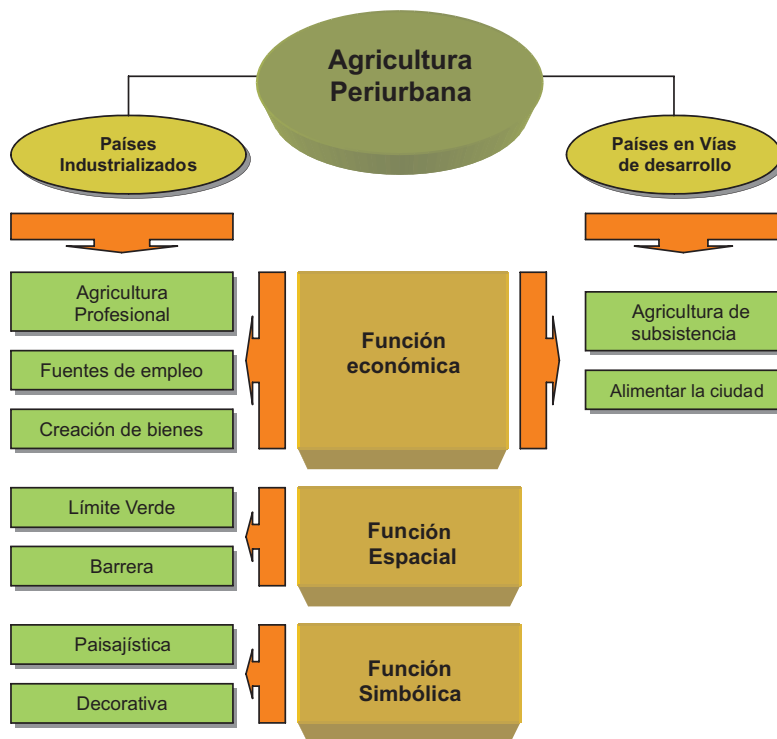 Agricultura
Periurbana
Países
Industrializados
Países en Vías
de desarrollo
Agricultura
Profesional
Fuentes de empleo
Creación de bienes
Función
económica
Agricultura de
subsistencia
Alimentar la ciudad
Límite Verde
Barrera
Función
Espacial
Paisajística
Decorativa
Función
Simbólica